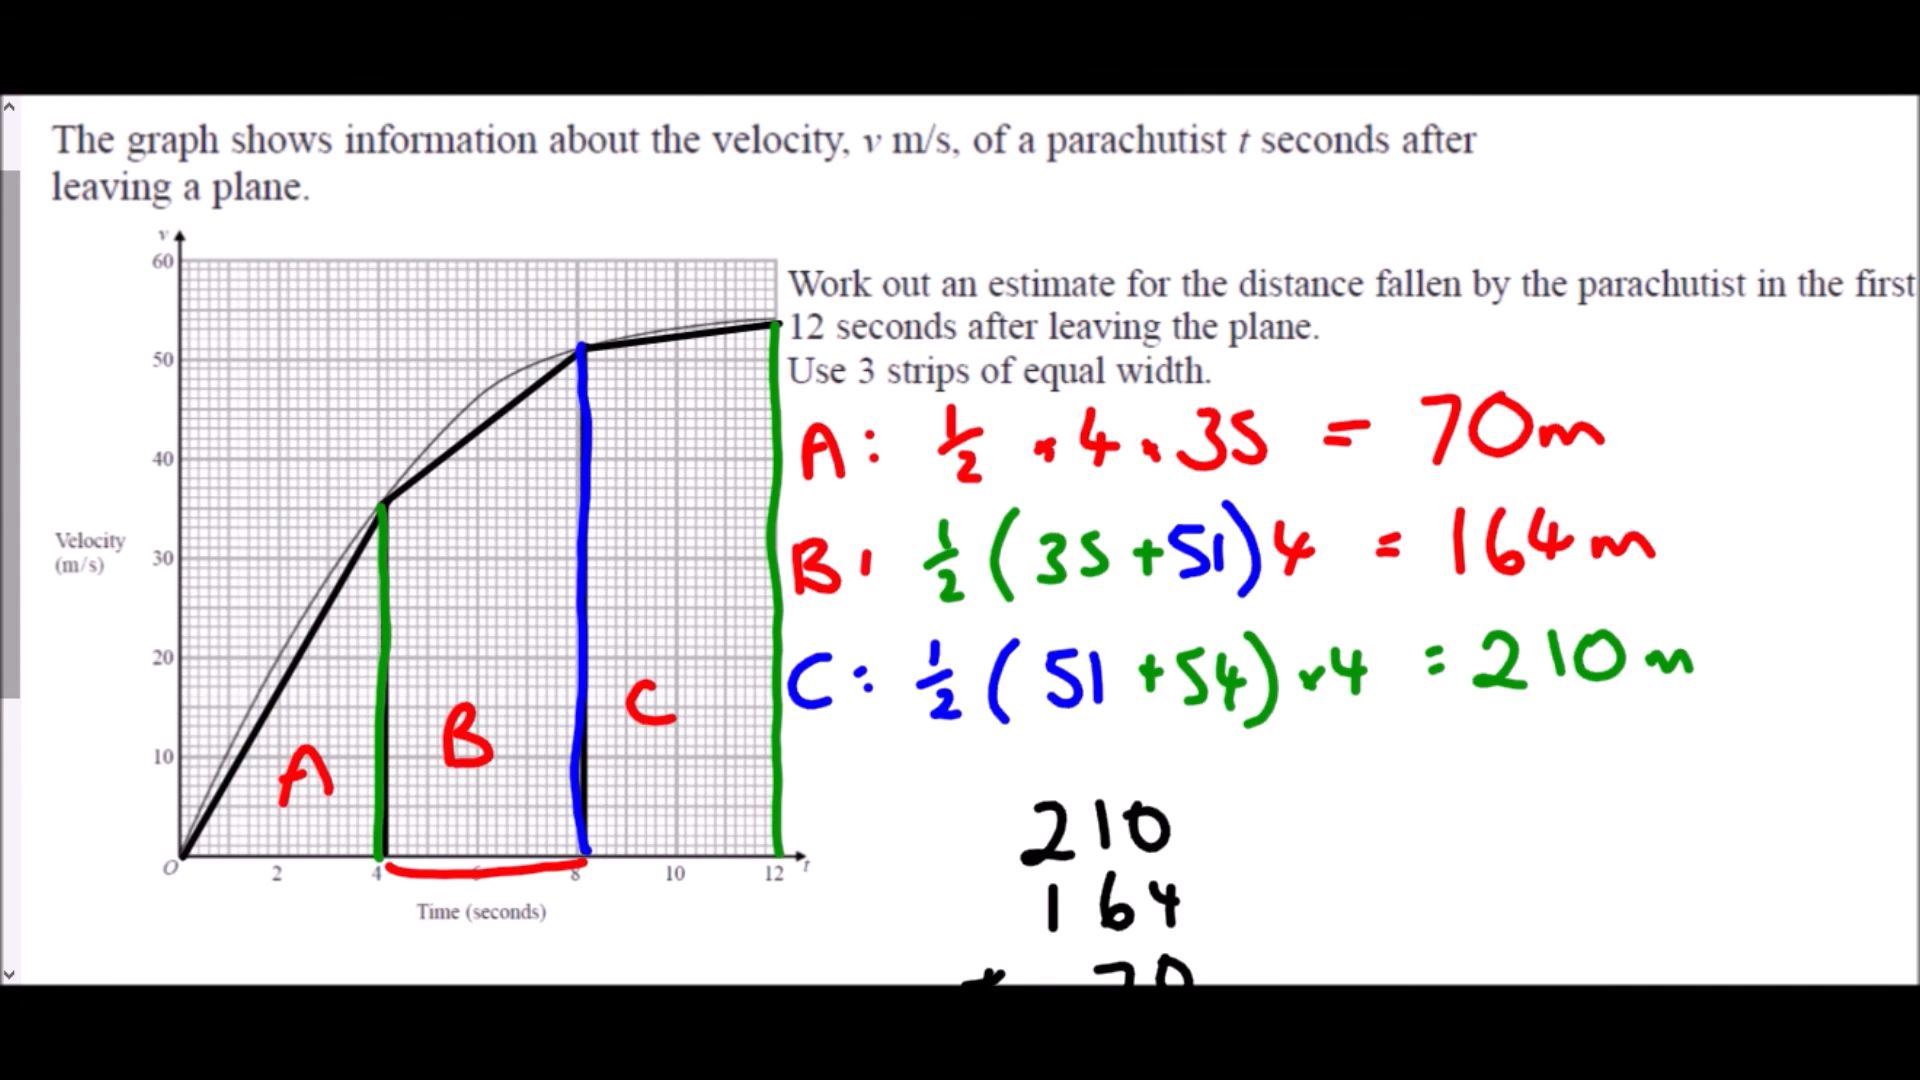 The graph shows information about the velocity, v m/s, of a parachutist t seconds after
leaving a plane.
v
60
50
40
30
20
10
O
2
4
6
8
10
12
t
Velocity
(m/s)
Time (seconds)
A
B
C
Work out an estimate for the distance fallen by the parachutist in the first
12 seconds after leaving the plane.
Use 3 strips of equal width.
A: 1/2 × 4 × 35 = 70m
B: 1/2 (35 + 51) 4 = 164m
C: 1/2 (51 + 54) × 4 = 210m
210
164
+ 70